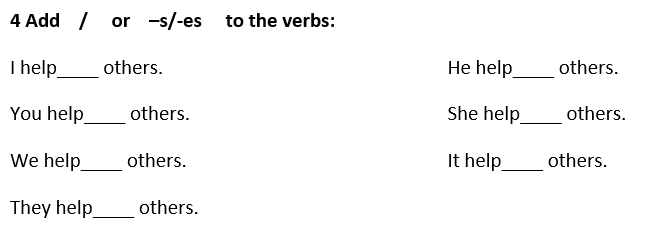 4 Add / or –s/-es to the verbs:
I help____ others. He help____ others.
You help____ others. She help____ others.
We help____ others. It help____ others.
They help____ others.